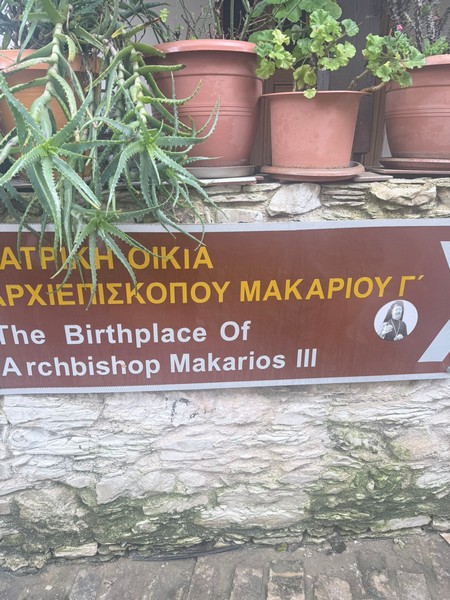 ΑΤΡΙΚΗ ΟΙΚΙΑ
ΑΡΧΙΕΠΙΣΚΟΠΟΥ ΜΑΚΑΡΙΟΥ Γ΄
The Birthplace Of
Archbishop Makarios III